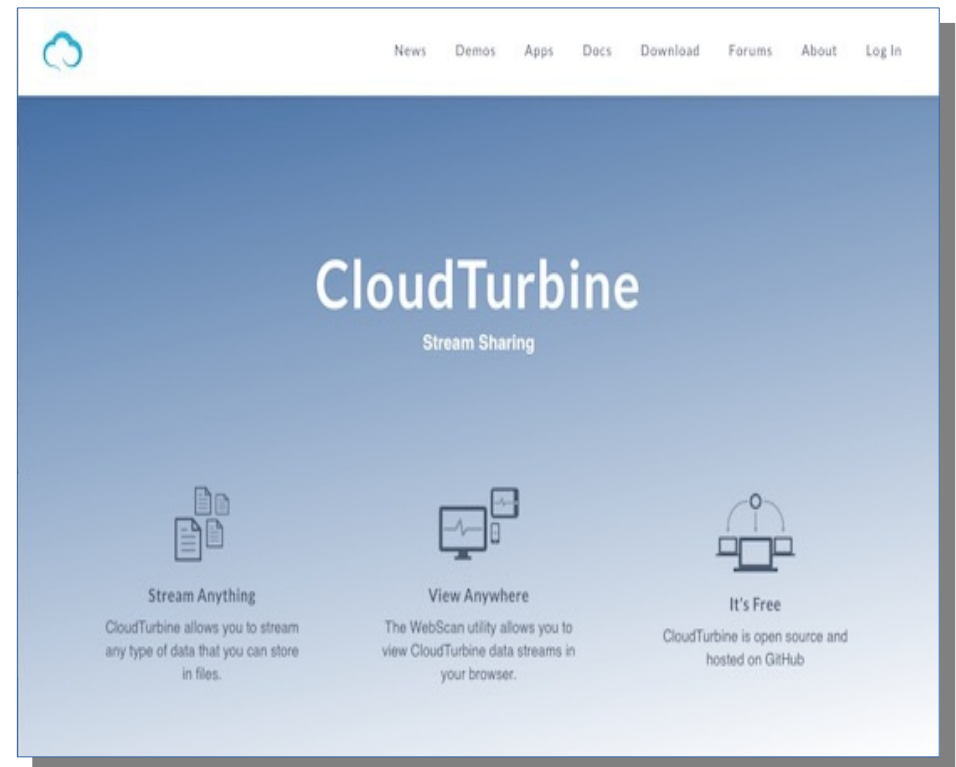 News Demos Apps Docs Download Forums About Log In
CloudTurbine
Stream Sharing
Stream Anything
CloudTurbine allows you to stream
any type of data that you can store
in files.
View Anywhere
The WebScan utility allows you to
view CloudTurbine data streams in
your browser.
It's Free
CloudTurbine is open source and
hosted on GitHub